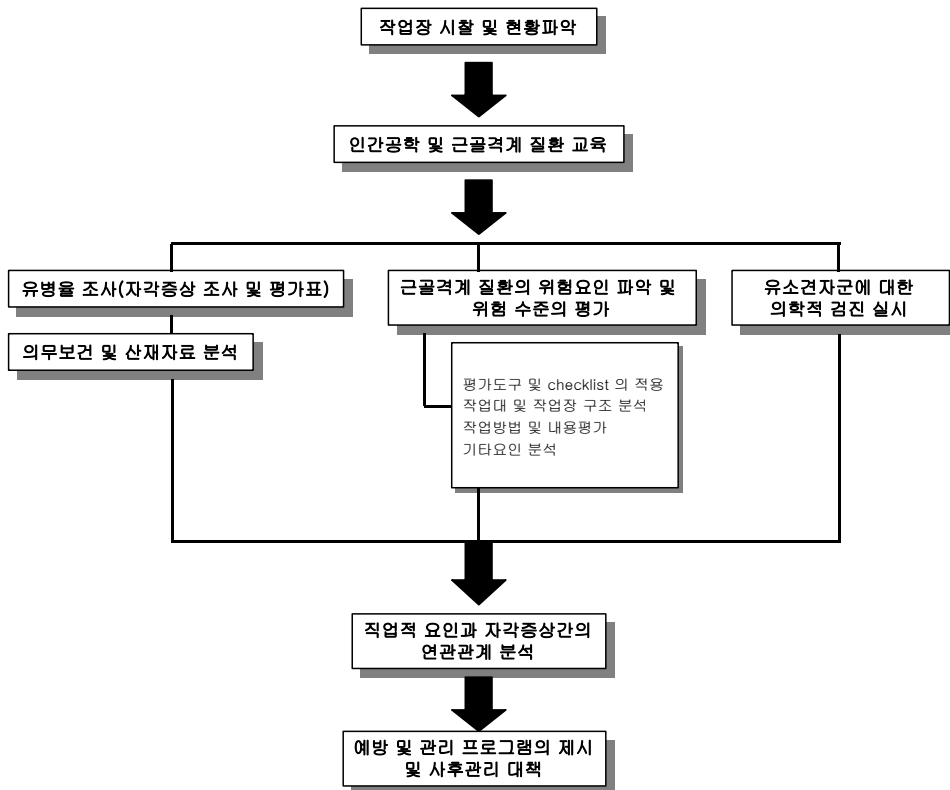 작업장 시찰 및 현황파악
인간공학 및 근골격계 질환 교육
유병율 조사(자각증상 조사 및 평가표)
의무보건 및 산재자료 분석
근골격계 질환의 위험요인 파악 및
위험 수준의 평가
평가도구 및 checklist 의 적용
작업대 및 작업장 구조 분석
작업방법 및 내용평가
기타요인 분석
유소견자군에 대한
의학적 검진 실시
직업적 요인과 자각증상간의
연관관계 분석
예방 및 관리 프로그램의 제시
및 사후관리 대책